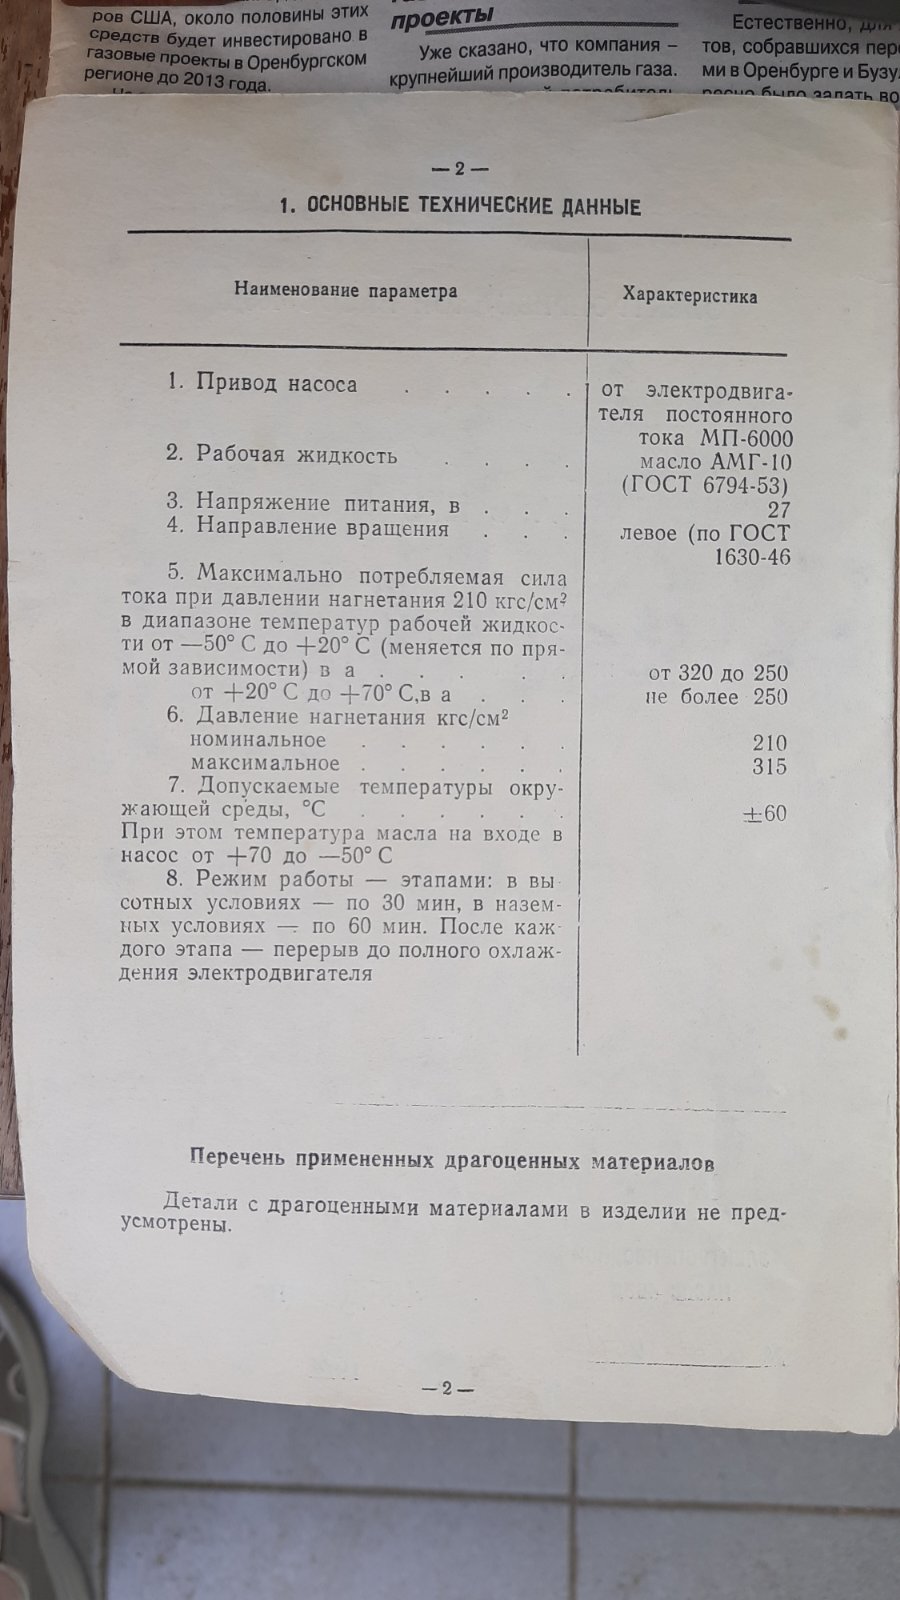 ров США, около половины этих
средств будет инвестировано в
газовые проекты в Оренбургском
регионе до 2013 года.
проекты
Уже сказано, что компания –
крупнейший производитель газа.
Естественно, для
тов, собравшихся пер
ми в Оренбурге и Бузу
— 2 —
1. ОСНОВНЫЕ ТЕХНИЧЕСКИЕ ДАННЫЕ
Наименование параметра
Характеристика
1. Привод насоса . . . . .
от электродвига-
теля постоянного
тока МП-6000
2. Рабочая жидкость . . . .
масло АМГ-10
(ГОСТ 6794-53)
3. Напряжение питания, в . . .
27
4. Направление вращения . . .
левое (по ГОСТ
1630-46
5. Максимально потребляемая сила
тока при давлении нагнетания 210 кгс/см²
в диапазоне температур рабочей жидкос-
ти от —50° С до +20° С (меняется по пря-
мой зависимости) в а . . . . .
от 320 до 250
от +20° С до +70° С,в а . . .
не более 250
6. Давление нагнетания кгс/см²
номинальное . . . . . .
210
максимальное . . . . . .
315
7. Допускаемые температуры окру-
жающей среды, °С . . . . . .
±60
При этом температура масла на входе в
насос от +70 до —50° С
8. Режим работы — этапами: в вы
сотных условиях — по 30 мин, в назем-
ных условиях — по 60 мин. После каж-
дого этапа — перерыв до полного охлаж-
дения электродвигателя
Перечень примененных драгоценных материалов
Детали с драгоценными материалами в изделии не пред-
усмотрены.
— 2 —